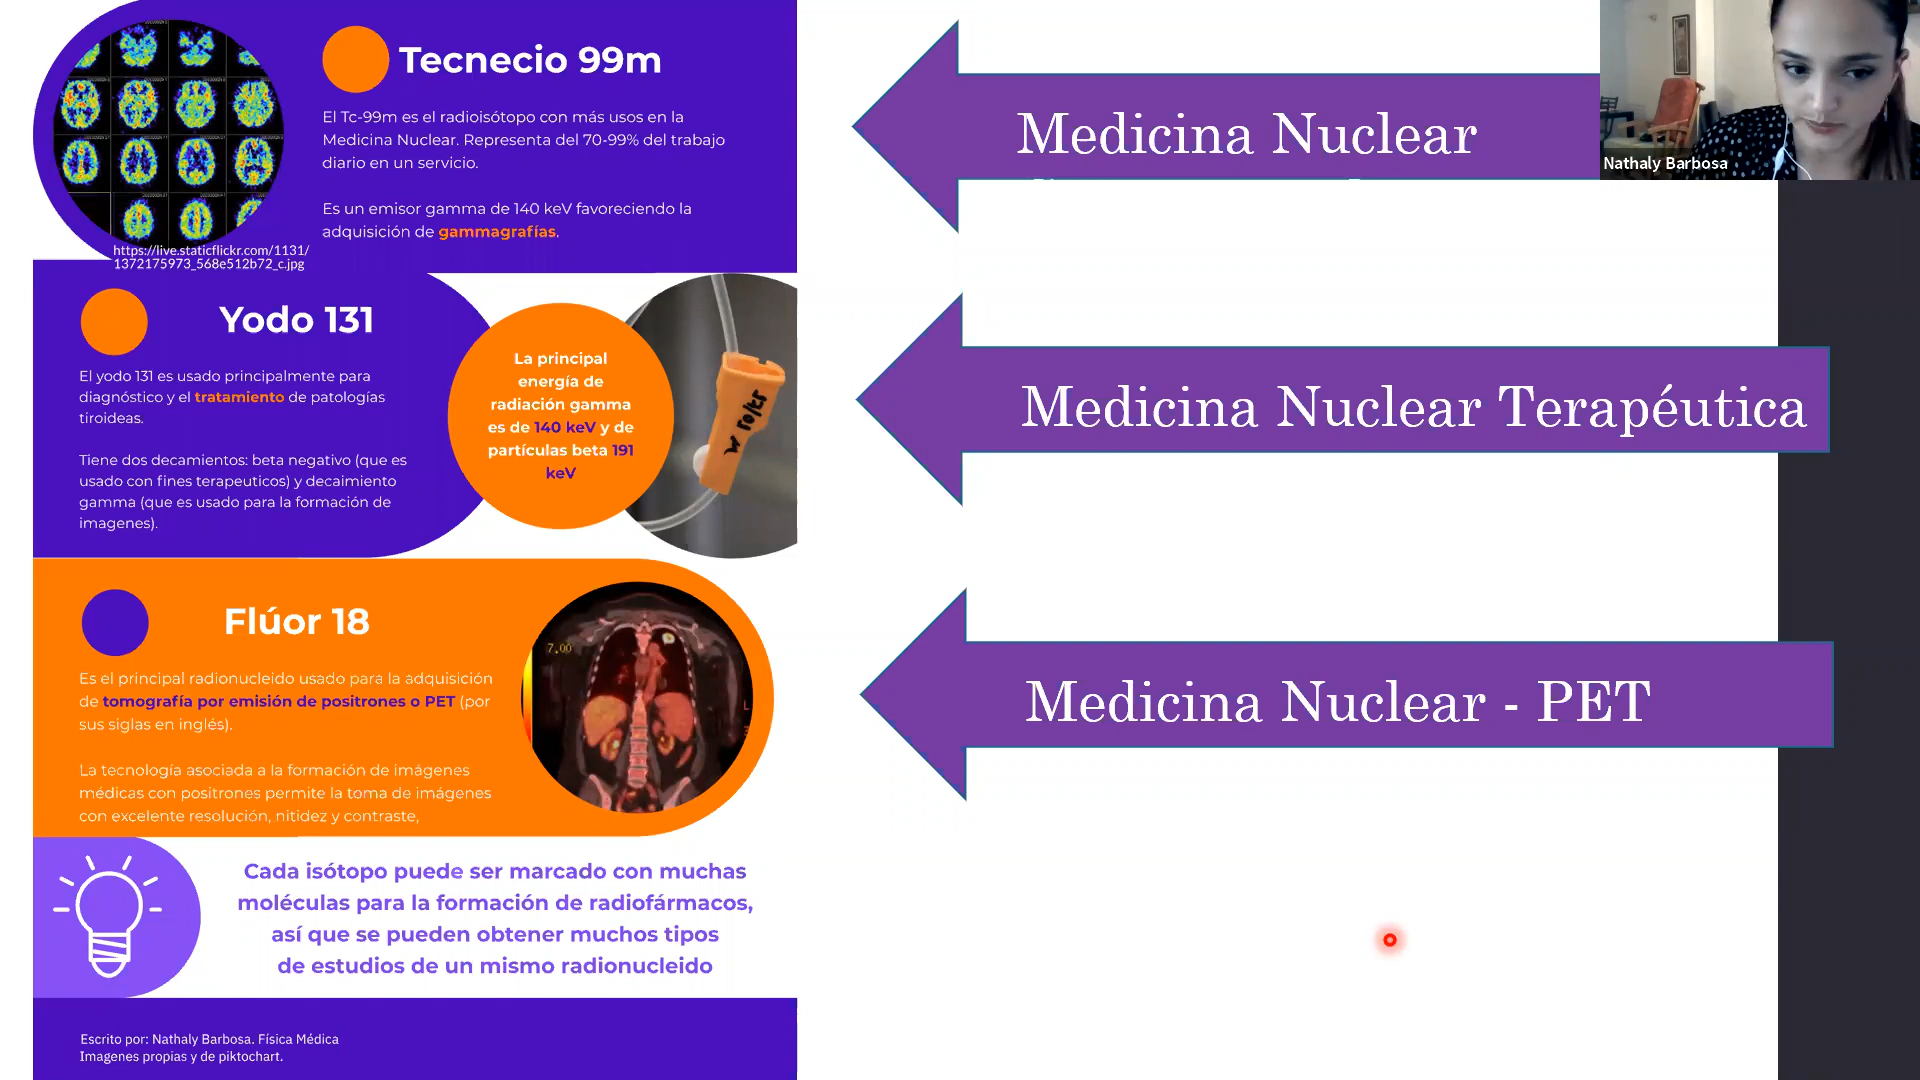 Tecnecio 99m
El Tc-99m es el radioisótopo con más usos en la
Medicina Nuclear. Representa del 70-99% del trabajo
diario en un servicio.
Es un emisor gamma de 140 keV favoreciendo la
adquisición de gammagrafías.
https://live.staticflickr.com/1131/
1372175973_568e512b72_c.jpg
Medicina Nuclear
Nathaly Barbosa
Yodo 131
El yodo 131 es usado principalmente para
diagnóstico y el tratamiento de patologías
tiroideas.
Tiene dos decamientos: beta negativo (que es
usado con fines terapeuticos) y decaimiento
gamma (que es usado para la formación de
imagenes).
La principal
energía de
radiación gamma
es de 140 keV y de
partículas beta 191
keV
Medicina Nuclear Terapéutica
Flúor 18
Es el principal radionucleido usado para la adquisición
de tomografía por emisión de positrones o PET (por
sus siglas en inglés).
La tecnología asociada a la formación de imágenes
médicas con positrones permite la toma de imágenes
con excelente resolución, nitidez y contraste,
7.00
L
Medicina Nuclear - PET
Cada isótopo puede ser marcado con muchas
moléculas para la formación de radiofármacos,
así que se pueden obtener muchos tipos
de estudios de un mismo radionucleido
Escrito por: Nathaly Barbosa. Física Médica
Imagenes propias y de piktochart.